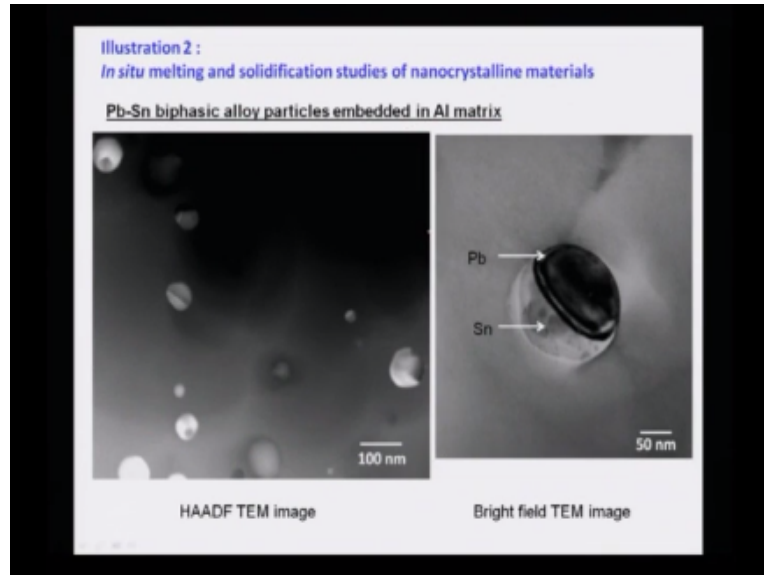 Illustration 2 :
In situ melting and solidification studies of nanocrystalline materials
Pb-Sn biphasic alloy particles embedded in Al matrix
Pb
Sn
100 nm
50 nm
HAADF TEM image
Bright field TEM image